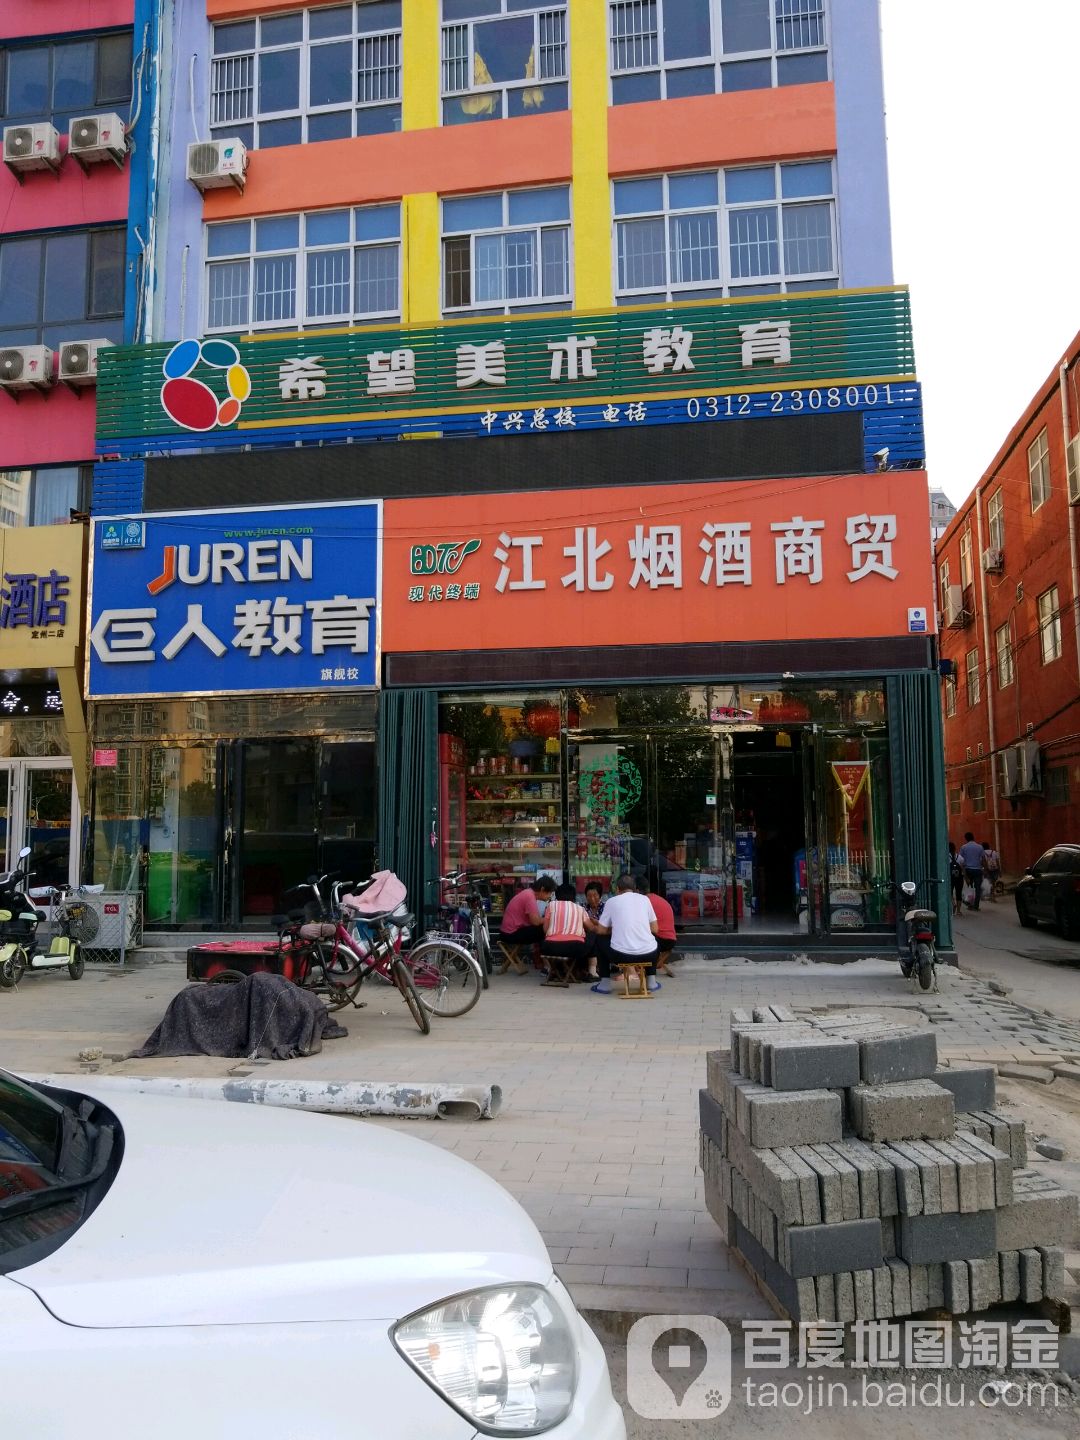 希望美术教育
中兴总校 电话 0312-2308001
www.juren.com
JUREN
巨人教育
旗舰校
现代终端
江北烟酒商贸
酒店
定州二店
TCL
百度地图淘金
taojin.baidu.com